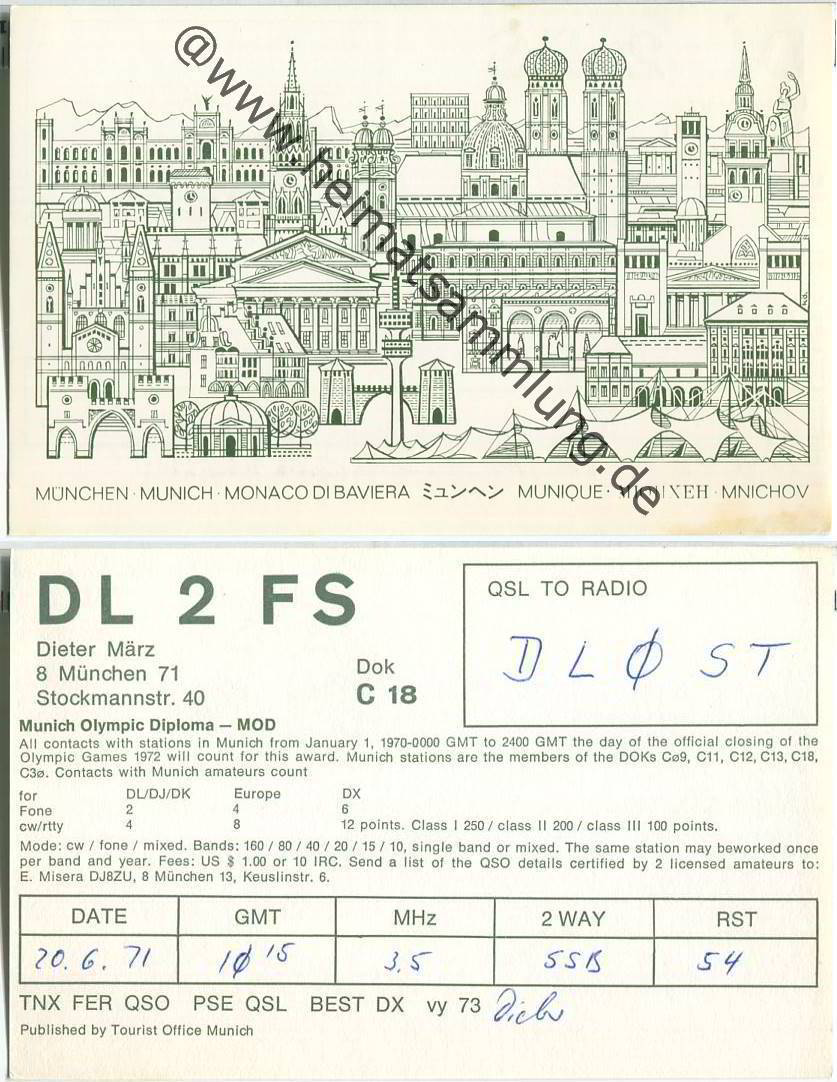 @www.heimatsammlung.de
MÜNCHEN · MUNICH · MONACO DI BAVIERA ミュンヘン MUNIQUE · МЮНХЕН · MNICHOV
DL 2 FS
Dieter März
8 München 71
Stockmannstr. 40
Dok
C 18
QSL TO RADIO
DLØST
Munich Olympic Diploma – MOD
All contacts with stations in Munich from January 1, 1970-0000 GMT to 2400 GMT the day of the official closing of the
Olympic Games 1972 will count for this award. Munich stations are the members of the DOKs Cø9, C11, C12, C13, C18,
C3ø. Contacts with Munich amateurs count
for DL/DJ/DK Europe DX
Fone 2 4 6
cw/rtty 4 8 12 points. Class I 250 / class II 200 / class III 100 points.
Mode: cw / fone / mixed. Bands: 160 / 80 / 40 / 20 / 15 / 10, single band or mixed. The same station may beworked once
per band and year. Fees: US $ 1.00 or 10 IRC. Send a list of the QSO details certified by 2 licensed amateurs to:
E. Misera DJ8ZU, 8 München 13, Keuslinstr. 6.
DATE GMT MHz 2 WAY RST
20.6.71 1Ø15 3.5 SSB 54
TNX FER QSO PSE QSL BEST DX vy 73 Dieter
Published by Tourist Office Munich